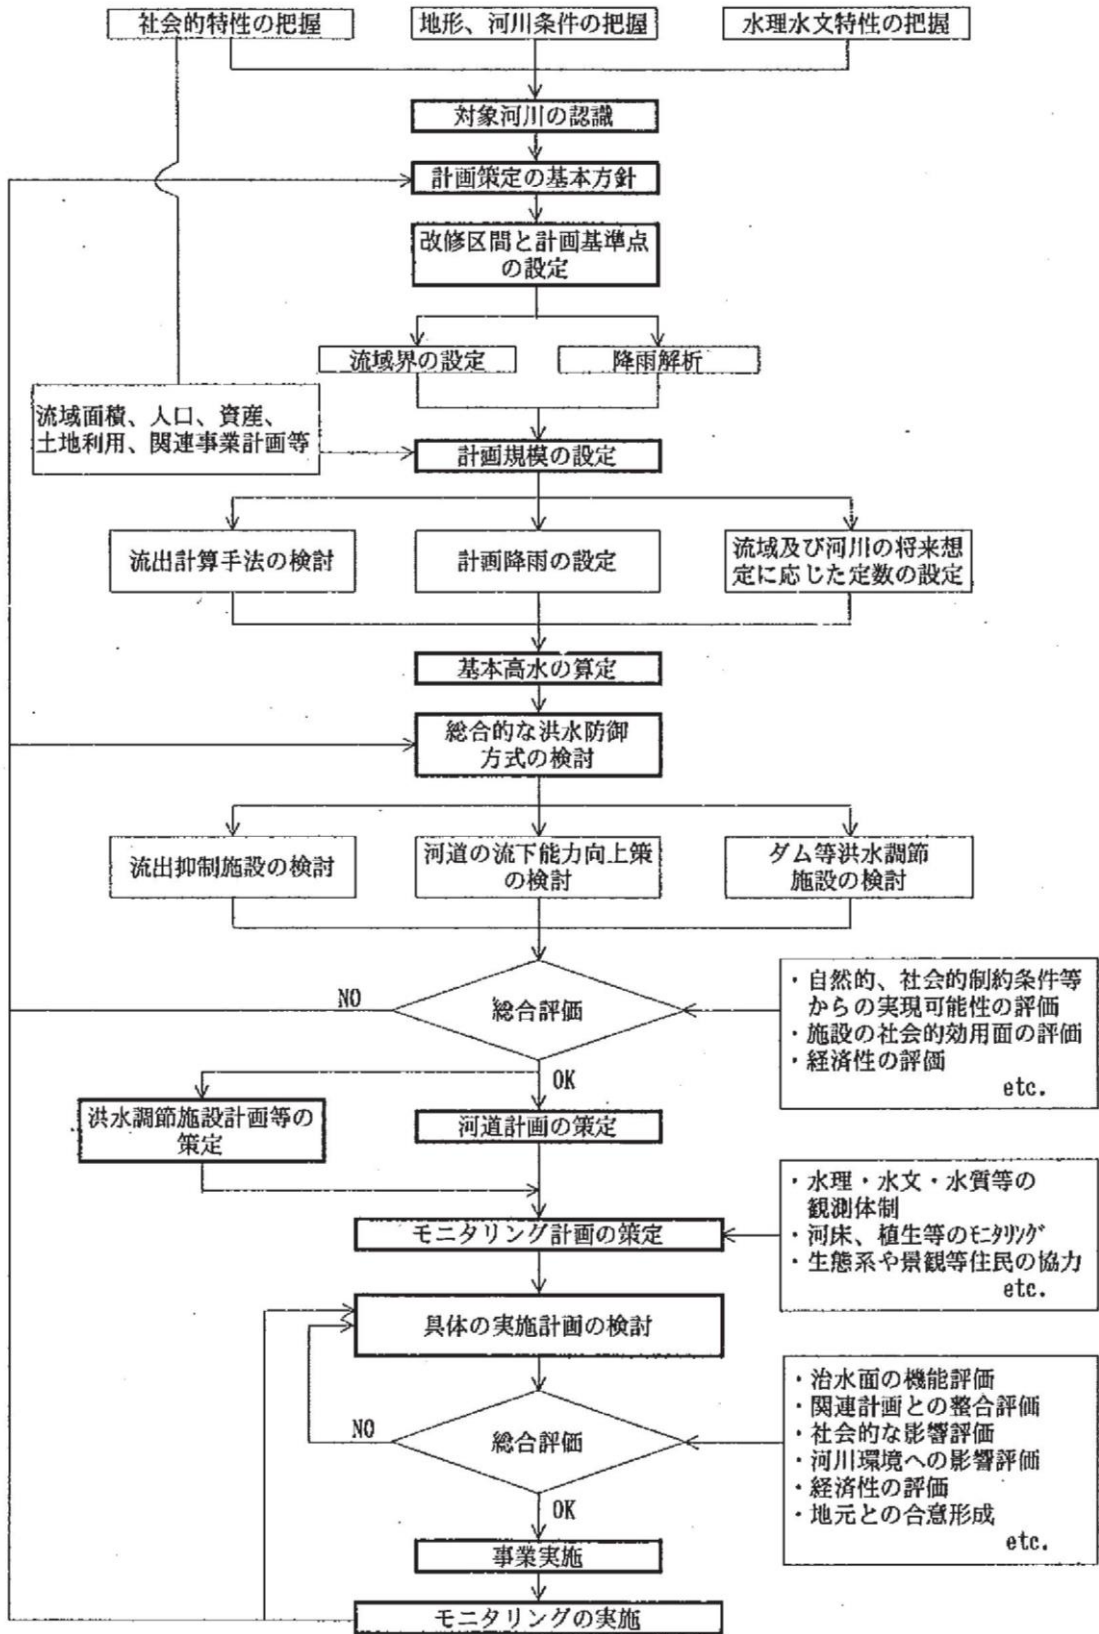 社会的特性の把握
地形、河川条件の把握
水理水文特性の把握
対象河川の認識
計画策定の基本方針
改修区間と計画基準点
の設定
流域界の設定
降雨解析
流域面積、人口、資産、
土地利用、関連事業計画等
計画規模の設定
流出計算手法の検討
計画降雨の設定
流域及び河川の将来想
定に応じた定数の設定
基本高水の算定
総合的な洪水防御
方式の検討
流出抑制施設の検討
河道の流下能力向上策
の検討
ダム等洪水調節
施設の検討
NO
総合評価
・自然的、社会的制約条件等
からの実現可能性の評価
・施設の社会的効用面の評価
・経済性の評価
etc.
OK
洪水調節施設計画等の
策定
河道計画の策定
・水理・水文・水質等の
観測体制
・河床、植生等のﾓﾆﾀﾘﾝｸﾞ
・生態系や景観等住民の協力
etc.
モニタリング計画の策定
具体の実施計画の検討
NO
総合評価
・治水面の機能評価
・関連計画との整合評価
・社会的な影響評価
・河川環境への影響評価
・経済性の評価
・地元との合意形成
etc.
OK
事業実施
モニタリングの実施